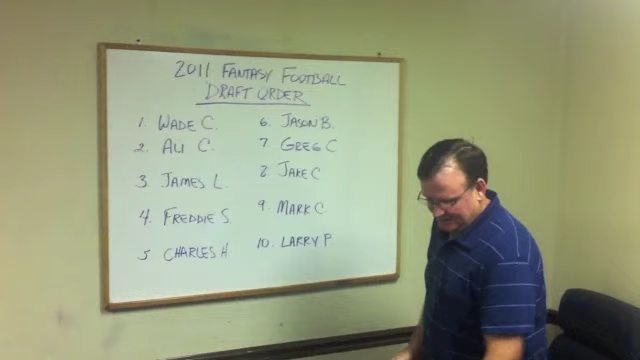 2011 FANTASY FOOTBALL
DRAFT ORDER
1. WADE C.
2. ALI C.
3. JAMES L.
4. FREDDIE S.
5 CHARLES H
6. JASON B.
7. GREG C
8. JAKE C
9. MARK C.
10. LARRY P.